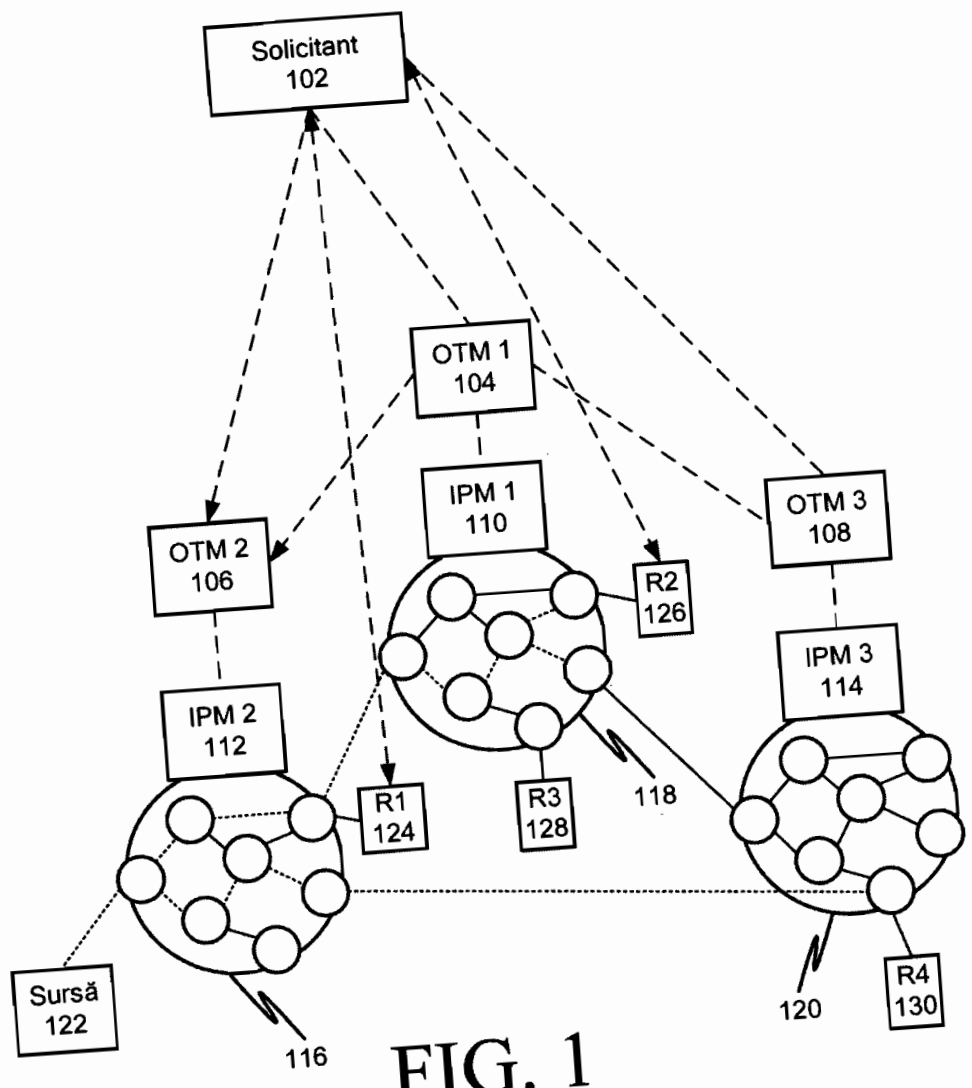 Solicitant
102
OTM 1
104
IPM 1
110
OTM 3
108
OTM 2
106
R2
126
IPM 3
114
IPM 2
112
R1
124
R3
128
118
Sursă
122
116
120
R4
130
FIG. 1